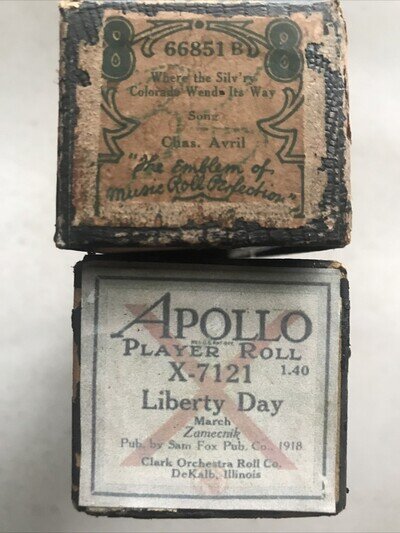 8 66851 B 8
Where the Silv'ry
Colorado Wends Its Way
Song
Chas. Avril
"The Emblem of
Music Roll Perfection"
APOLLO
PLAYER ROLL
X-7121 1.40
Liberty Day
March
Zamecnik
Pub. by Sam Fox Pub. Co., 1918
Clark Orchestra Roll Co.
DeKalb, Illinois